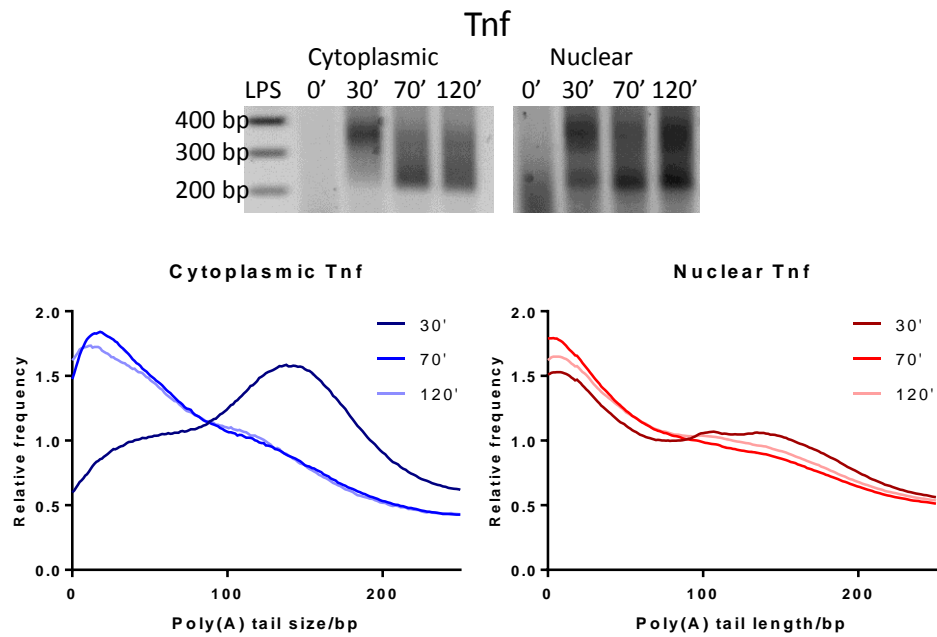 Tnf
Cytoplasmic Nuclear
LPS 0’ 30’ 70’ 120’ 0’ 30’ 70’ 120’
400 bp
300 bp
200 bp
Cytoplasmic Tnf
2.0
1.5
1.0
0.5
0.0
Relative frequency
30'
70'
120'
0 100 200
Poly(A) tail size/bp
Nuclear Tnf
2.0
1.5
1.0
0.5
0.0
Relative frequency
30'
70'
120'
0 100 200
Poly(A) tail length/bp